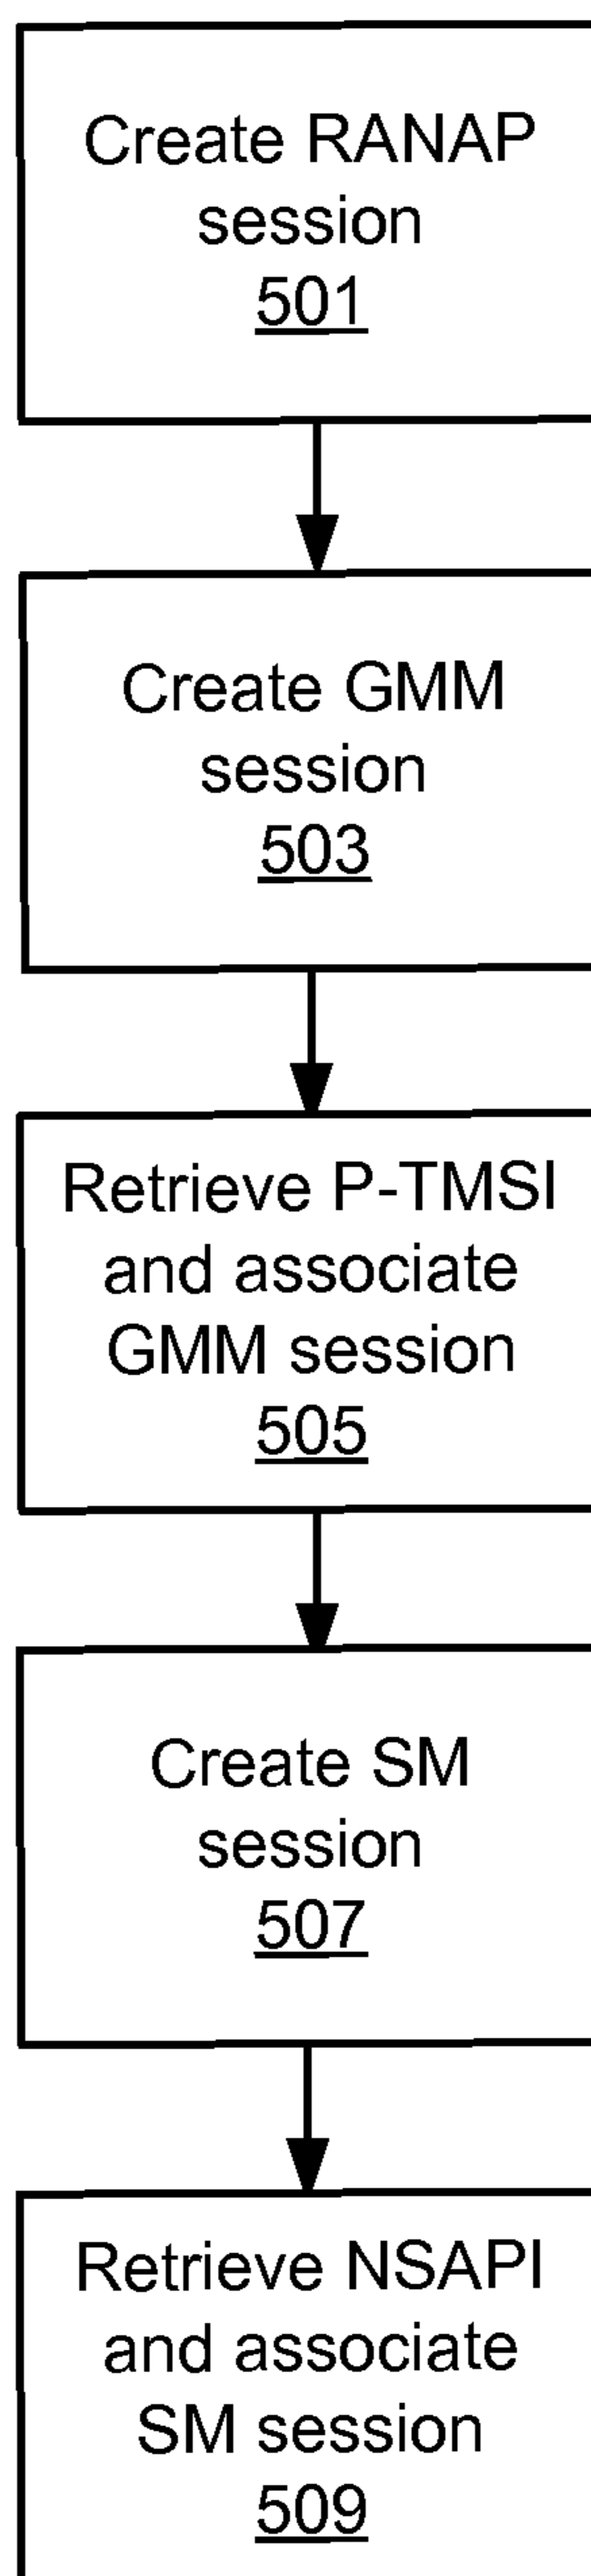 Create RANAP
session
501
Create GMM
session
503
Retrieve P-TMSI
and associate
GMM session
505
Create SM
session
507
Retrieve NSAPI
and associate
SM session
509